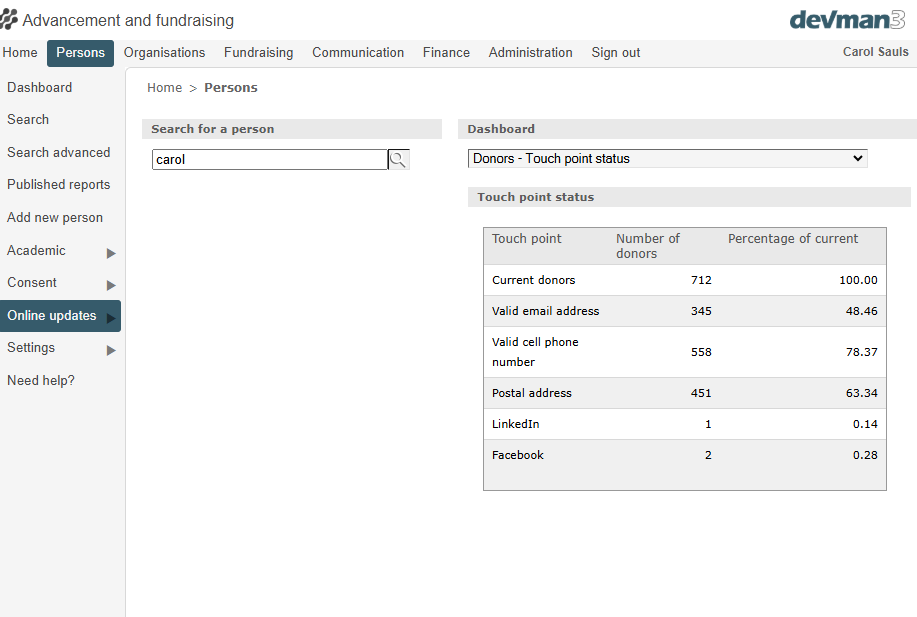 Advancement and fundraising
devman3
Home Persons Organisations Fundraising Communication Finance Administration Sign out Carol Sauls
Dashboard
Search
Search advanced
Published reports
Add new person
Academic
Consent
Online updates
Settings
Need help?
Home > Persons
Search for a person
carol
Dashboard
Donors - Touch point status
Touch point status
Touch point Number of donors Percentage of current
Current donors 712 100.00
Valid email address 345 48.46
Valid cell phone number 558 78.37
Postal address 451 63.34
LinkedIn 1 0.14
Facebook 2 0.28